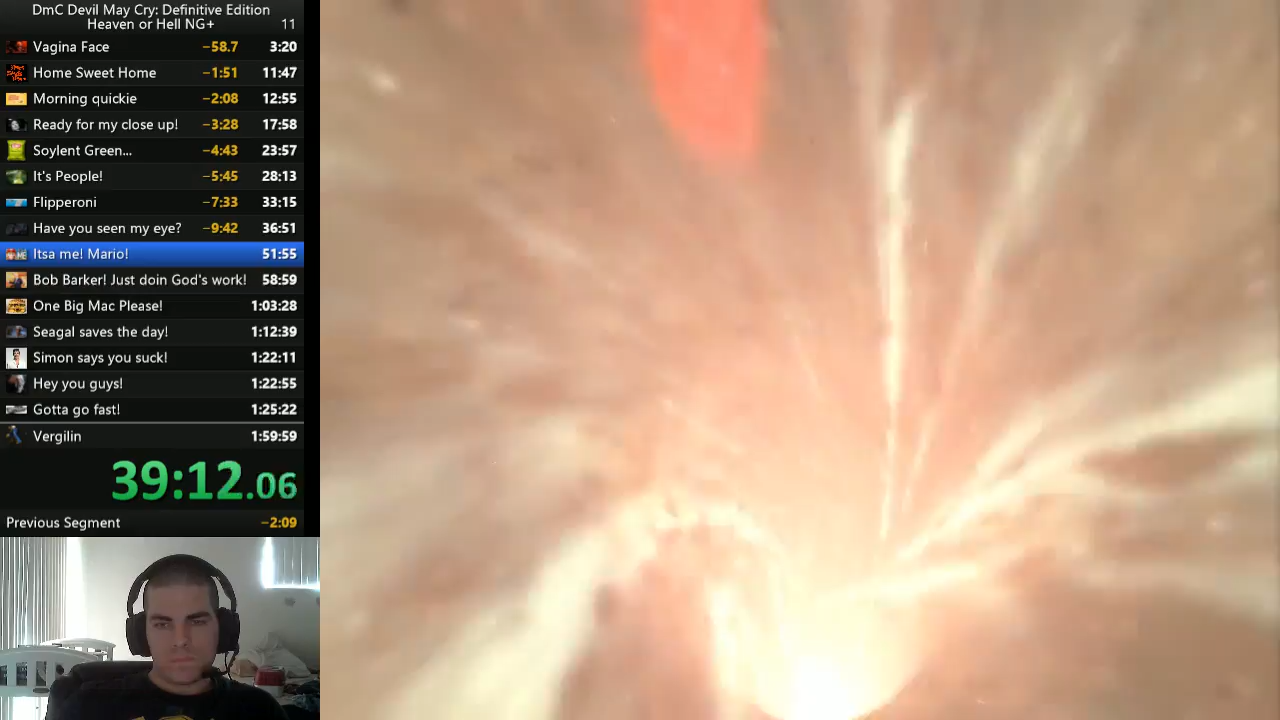 DmC Devil May Cry: Definitive Edition
Heaven or Hell NG+ 11
Vagina Face -58.7 3:20
Home Sweet Home -1:51 11:47
Morning quickie -2:08 12:55
Ready for my close up! -3:28 17:58
Soylent Green... -4:43 23:57
It's People! -5:45 28:13
Flipperoni -7:33 33:15
Have you seen my eye? -9:42 36:51
Itsa me! Mario! 51:55
Bob Barker! Just doin God's work! 58:59
One Big Mac Please! 1:03:28
Seagal saves the day! 1:12:39
Simon says you suck! 1:22:11
Hey you guys! 1:22:55
Gotta go fast! 1:25:22
Vergilin 1:59:59
39:12.06
Previous Segment -2:09